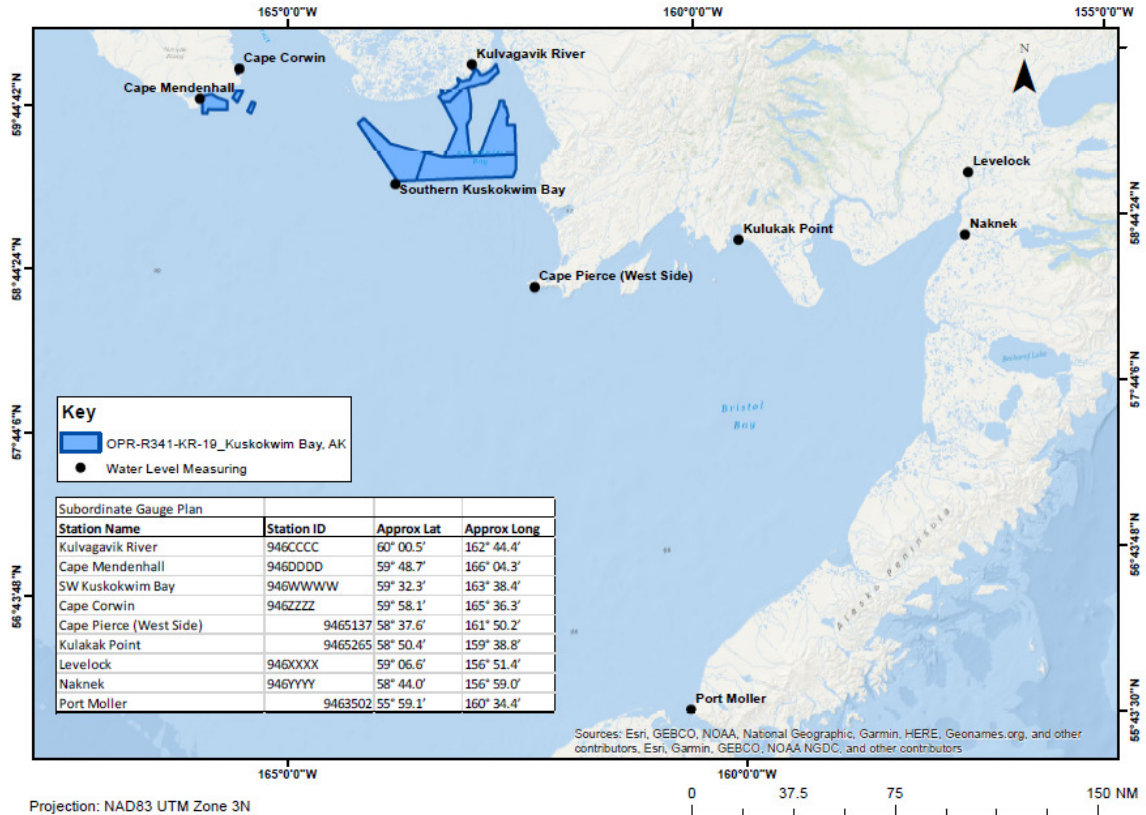 165°0'0"W 160°0'0"W 155°0'0"W
N
Cape Corwin
Kulvagavik River
Cape Mendenhall
59°44'42"N
Levelock
Southern Kuskokwim Bay
58°44'24"N
Kulukak Point
Naknek
58°44'24"N
Cape Pierce (West Side)
57°44'6"N
Bristol
Bay
Key
OPR-R341-KR-19_Kuskokwim Bay, AK
Water Level Measuring
57°44'6"N
Subordinate Gauge Plan
Station Name Station ID Approx Lat Approx Long
Kulvagavik River 946CCCC 60° 00.5′ 162° 44.4′
Cape Mendenhall 946DDDD 59° 48.7′ 166° 04.3′
SW Kuskokwim Bay 946WWWW 59° 32.3′ 163° 38.4′
Cape Corwin 946ZZZZ 59° 58.1′ 165° 36.3′
Cape Pierce (West Side) 9465137 58° 37.6′ 161° 50.2′
Kulakak Point 9465265 58° 50.4′ 159° 38.8′
Levelock 946XXXX 59° 06.6′ 156° 51.4′
Naknek 946YYYY 58° 44.0′ 156° 59.0′
Port Moller 9463502 55° 59.1′ 160° 34.4′
56°43'48"N
56°43'48"N
Alaska Peninsula
Port Moller
55°43'30"N
Sources: Esri, GEBCO, NOAA, National Geographic, Garmin, HERE, Geonames.org, and other
contributors, Esri, Garmin, GEBCO, NOAA NGDC, and other contributors
165°0'0"W 160°0'0"W
Projection: NAD83 UTM Zone 3N
0 37.5 75 150 NM